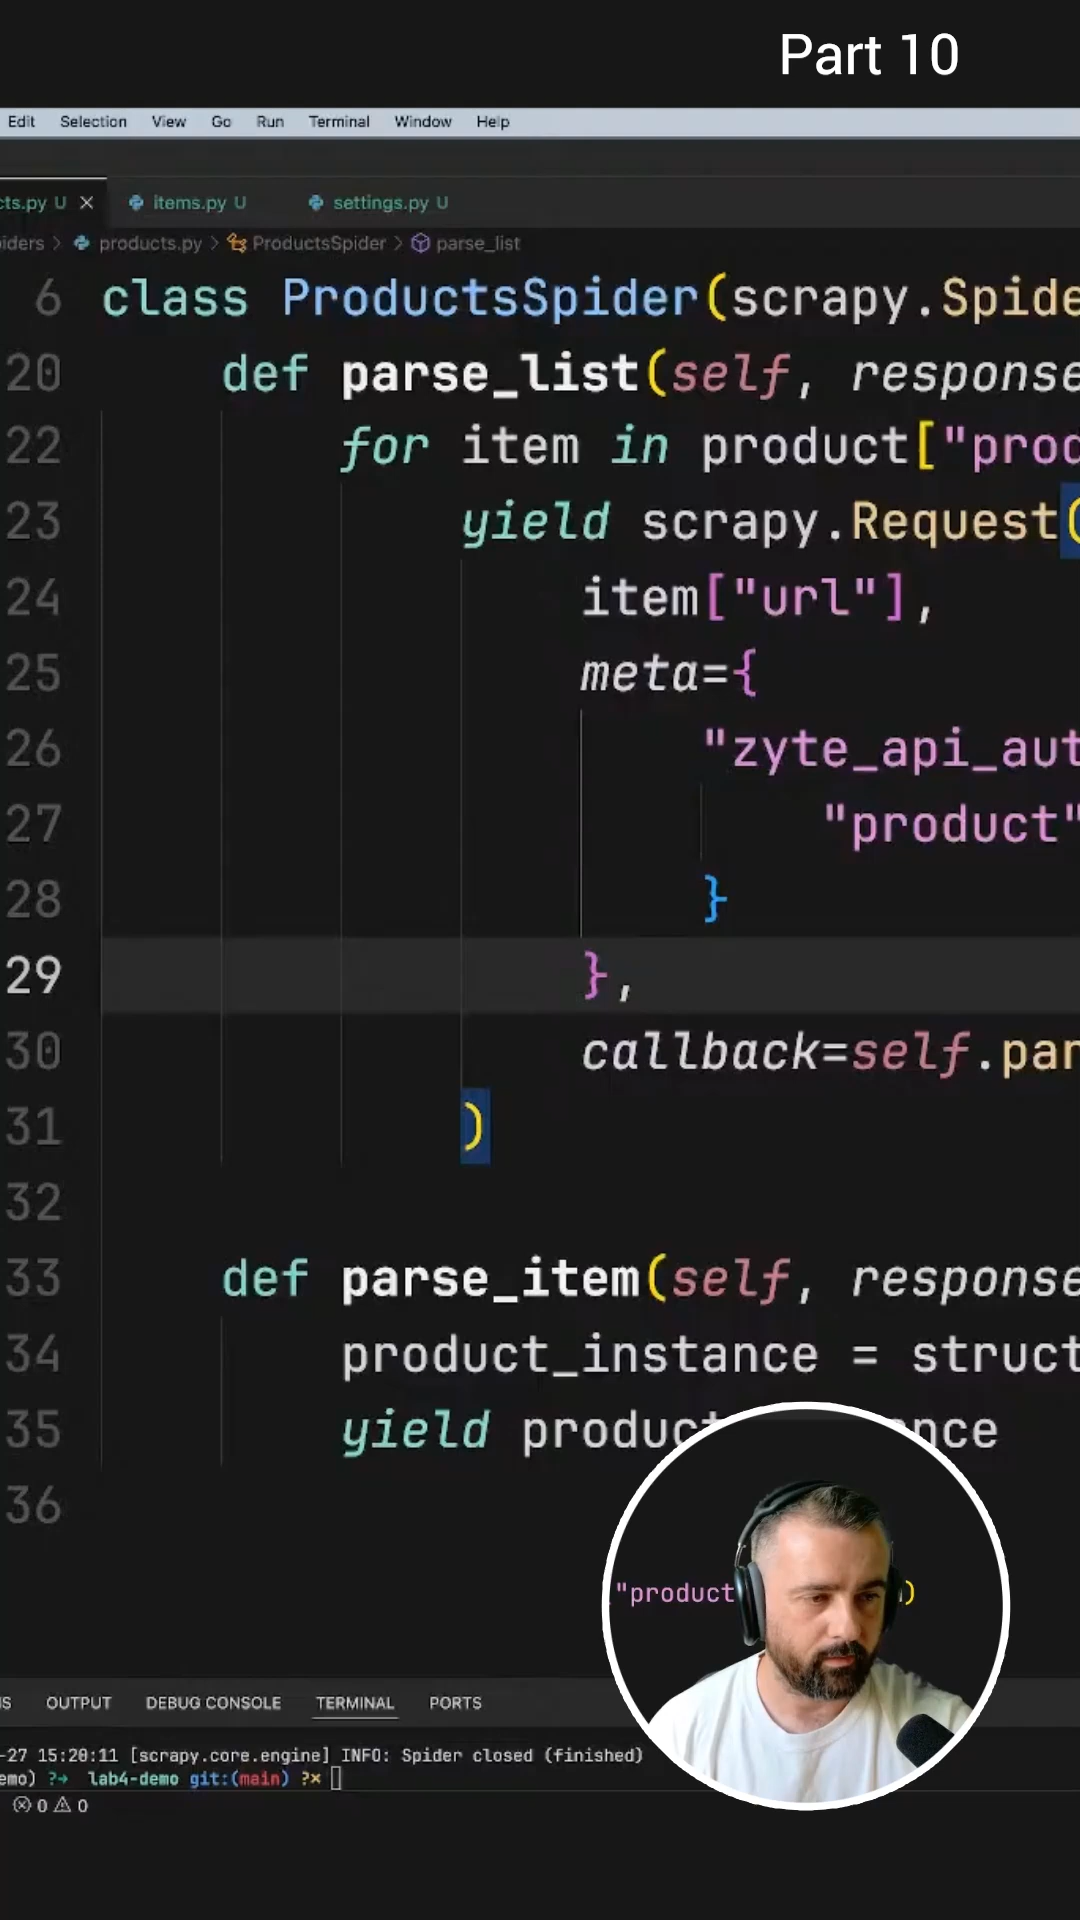 Part 10
Edit Selection View Go Run Terminal Window Help
cts.py U × items.py U settings.py U
iders > products.py > ProductsSpider > parse_list
6 class ProductsSpider(scrapy.Spide
20 def parse_list(self, response
22 for item in product["prod
23 yield scrapy.Request(
24 item["url"],
25 meta={
26 "zyte_api_aut
27 "product"
28 }
29 },
30 callback=self.par
31 )
32
33 def parse_item(self, response
34 product_instance = struct
35 yield produc nce
36
"product )
S OUTPUT DEBUG CONSOLE TERMINAL PORTS
-27 15:20:11 [scrapy.core.engine] INFO: Spider closed (finished)
emo) ?→ lab4-demo git:(main) ?×
0 0